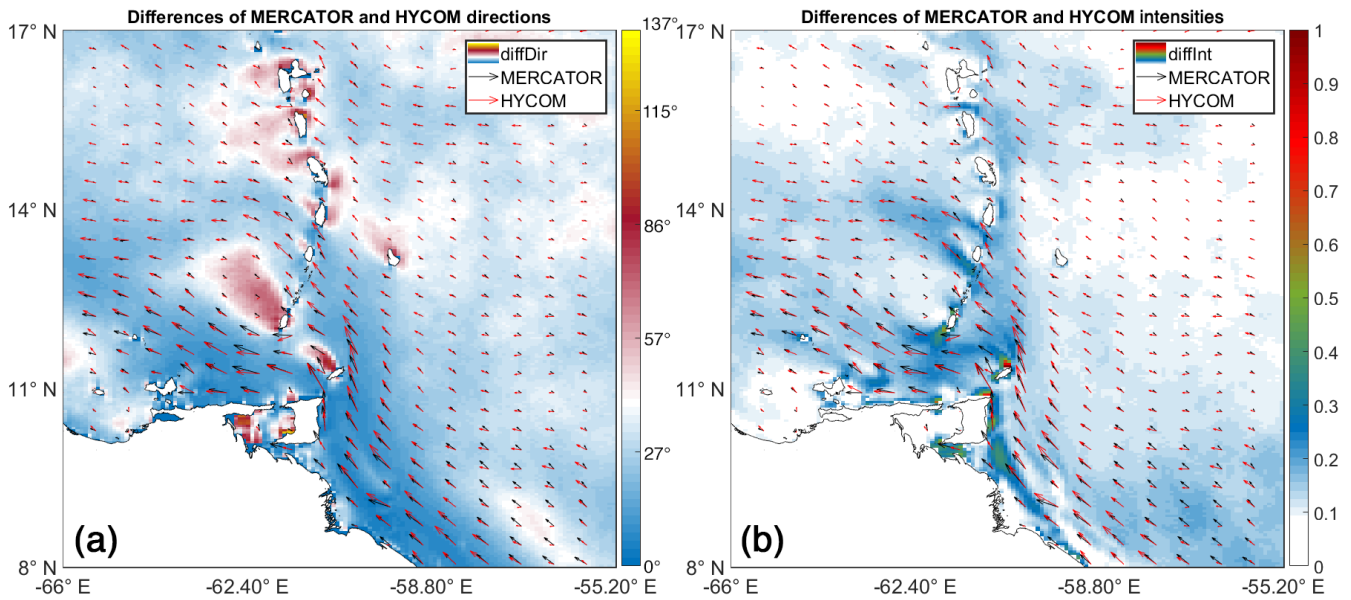 Differences of MERCATOR and HYCOM directions
17° N
14° N
11° N
8° N
-66° E
-62.40° E
-58.80° E
-55.20° E
diffDir
MERCATOR
HYCOM
(a)
137°
115°
86°
57°
27°
0°
Differences of MERCATOR and HYCOM intensities
17° N
14° N
11° N
8° N
-66° E
-62.40° E
-58.80° E
-55.20° E
diffInt
MERCATOR
HYCOM
(b)
1
0.9
0.8
0.7
0.6
0.5
0.4
0.3
0.2
0.1
0